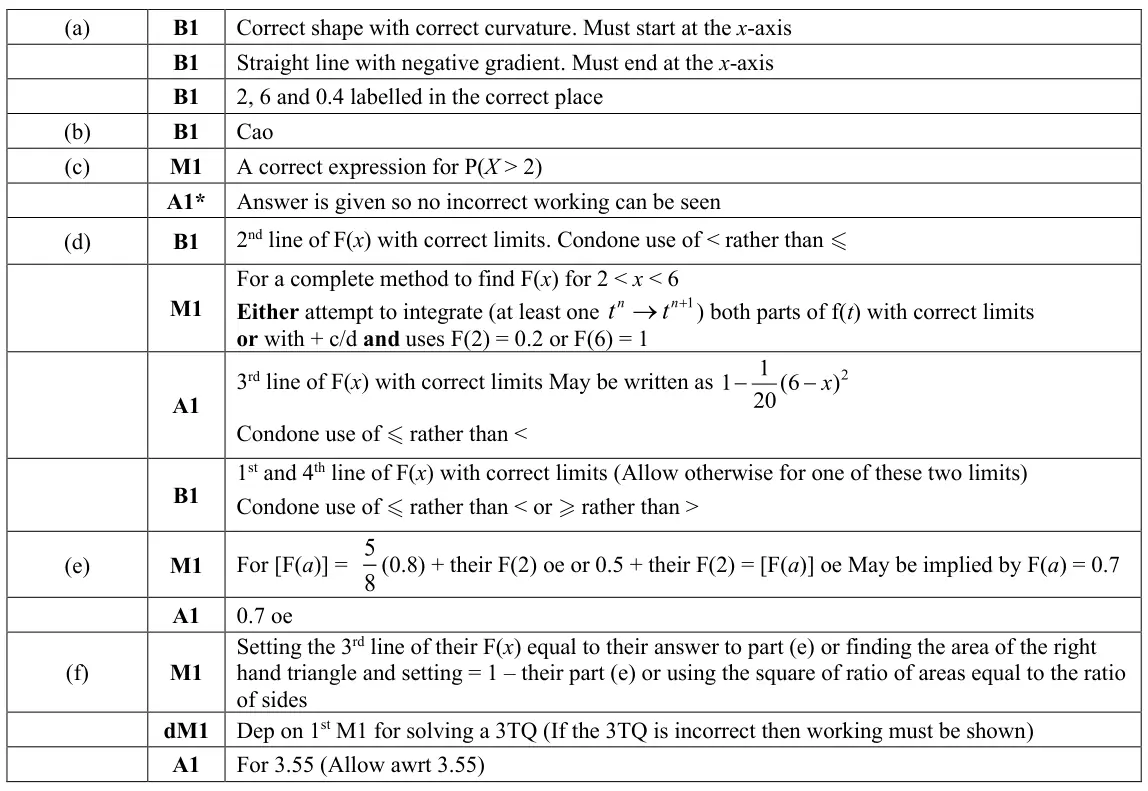 (a) B1 Correct shape with correct curvature. Must start at the x-axis
B1 Straight line with negative gradient. Must end at the x-axis
B1 2, 6 and 0.4 labelled in the correct place
(b) B1 Cao
(c) M1 A correct expression for P(X > 2)
A1* Answer is given so no incorrect working can be seen
(d) B1 2nd line of F(x) with correct limits. Condone use of < rather than ⩽
For a complete method to find F(x) for 2 < x < 6
M1 Either attempt to integrate (at least one t^n → t^(n+1) ) both parts of f(t) with correct limits
or with + c/d and uses F(2) = 0.2 or F(6) = 1
A1 3rd line of F(x) with correct limits May be written as 1 − 1/20 (6 − x)²
Condone use of ⩽ rather than <
B1 1st and 4th line of F(x) with correct limits (Allow otherwise for one of these two limits)
Condone use of ⩽ rather than < or ⩾ rather than >
(e) M1 For [F(a)] = 5/8 (0.8) + their F(2) oe or 0.5 + their F(2) = [F(a)] oe May be implied by F(a) = 0.7
A1 0.7 oe
(f) M1 Setting the 3rd line of their F(x) equal to their answer to part (e) or finding the area of the right
hand triangle and setting = 1 – their part (e) or using the square of ratio of areas equal to the ratio
of sides
dM1 Dep on 1st M1 for solving a 3TQ (If the 3TQ is incorrect then working must be shown)
A1 For 3.55 (Allow awrt 3.55)